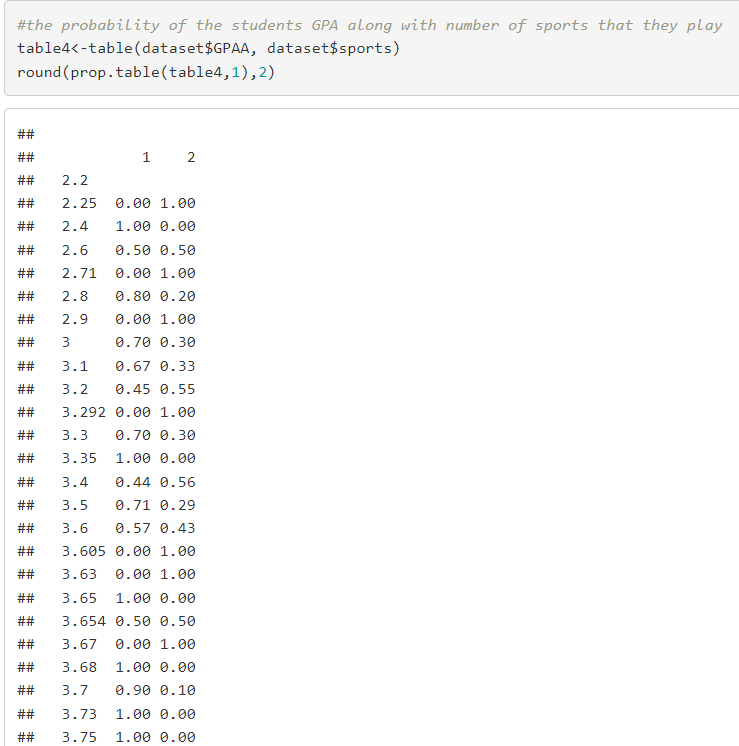 #the probability of the students GPA along with number of sports that they play
table4<-table(dataset$GPAA, dataset$sports)
round(prop.table(table4,1),2)
##
##            1    2
##   2.2
##   2.25  0.00 1.00
##   2.4   1.00 0.00
##   2.6   0.50 0.50
##   2.71  0.00 1.00
##   2.8   0.80 0.20
##   2.9   0.00 1.00
##   3     0.70 0.30
##   3.1   0.67 0.33
##   3.2   0.45 0.55
##   3.292 0.00 1.00
##   3.3   0.70 0.30
##   3.35  1.00 0.00
##   3.4   0.44 0.56
##   3.5   0.71 0.29
##   3.6   0.57 0.43
##   3.605 0.00 1.00
##   3.63  0.00 1.00
##   3.65  1.00 0.00
##   3.654 0.50 0.50
##   3.67  0.00 1.00
##   3.68  1.00 0.00
##   3.7   0.90 0.10
##   3.73  1.00 0.00
##   3.75  1.00 0.00